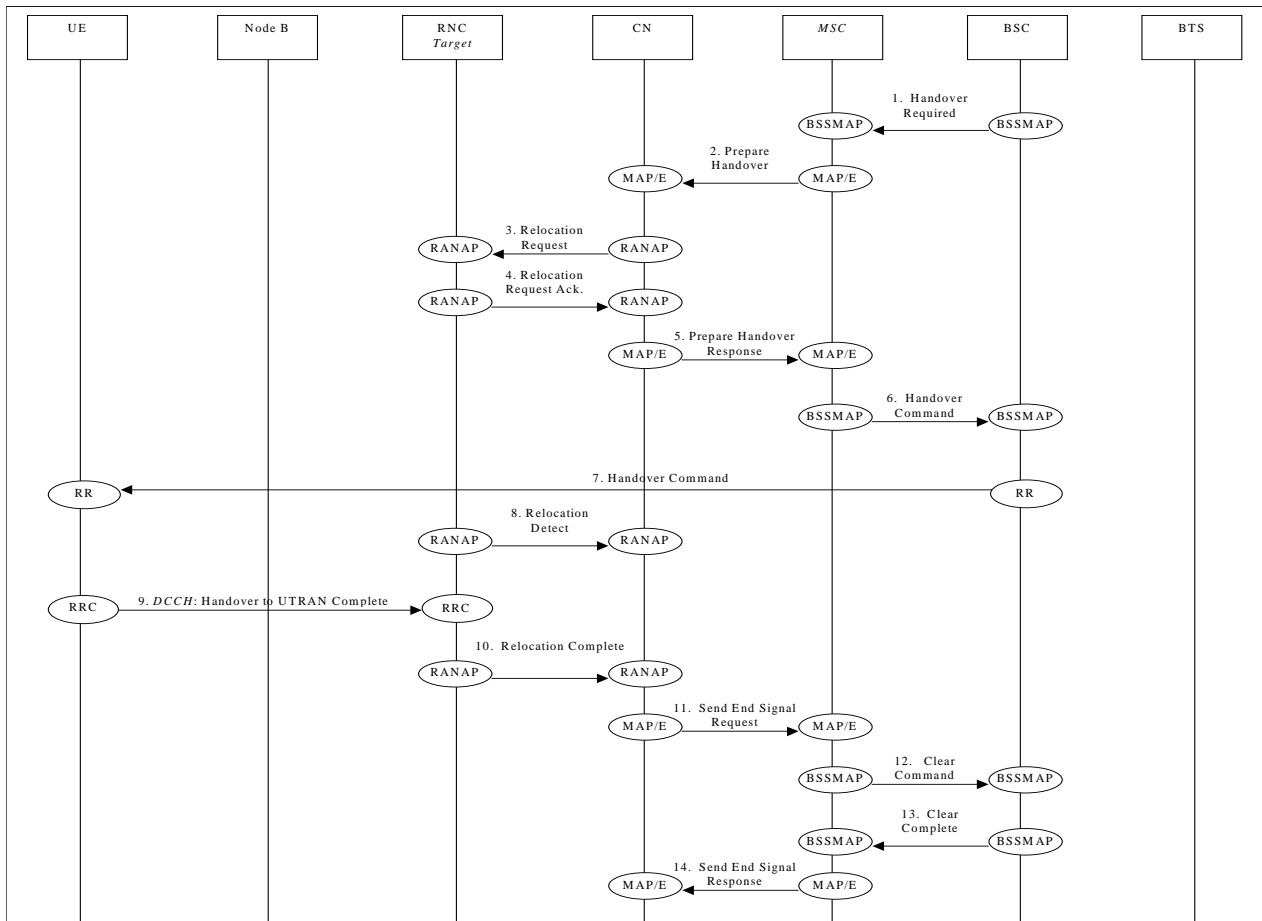 UE
Node B
RNC
Target
CN
MSC
BSC
BTS
1. Handover
Required
BSSMAP
BSSMAP
2. Prepare
Handover
MAP/E
MAP/E
3. Relocation
Request
RANAP
RANAP
4. Relocation
Request Ack.
RANAP
RANAP
5. Prepare Handover
Response
MAP/E
MAP/E
6. Handover
Command
BSSMAP
BSSMAP
7. Handover Command
RR
RR
8. Relocation
Detect
RANAP
RANAP
9. DCCH: Handover to UTRAN Complete
RRC
RRC
10. Relocation Complete
RANAP
RANAP
11. Send End Signal
Request
MAP/E
MAP/E
12. Clear
Command
BSSMAP
BSSMAP
13. Clear
Complete
BSSMAP
BSSMAP
14. Send End Signal
Response
MAP/E
MAP/E